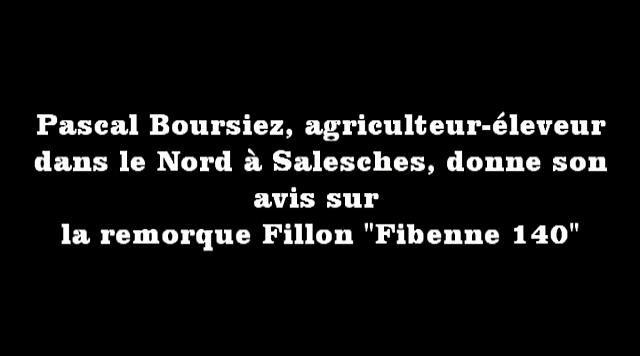 Pascal Boursiez, agriculteur-éleveur
dans le Nord à Salesches, donne son
avis sur
la remorque Fillon "Fibenne 140"